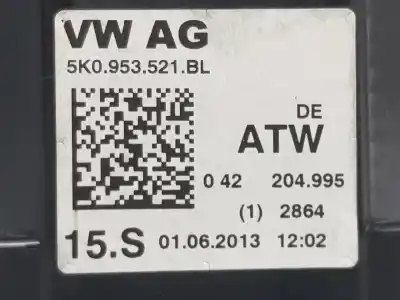 VW AG
5K0.953.521.BL
DE
ATW
0 42 204.995
(1) 2864
15.S 01.06.2013 12:02